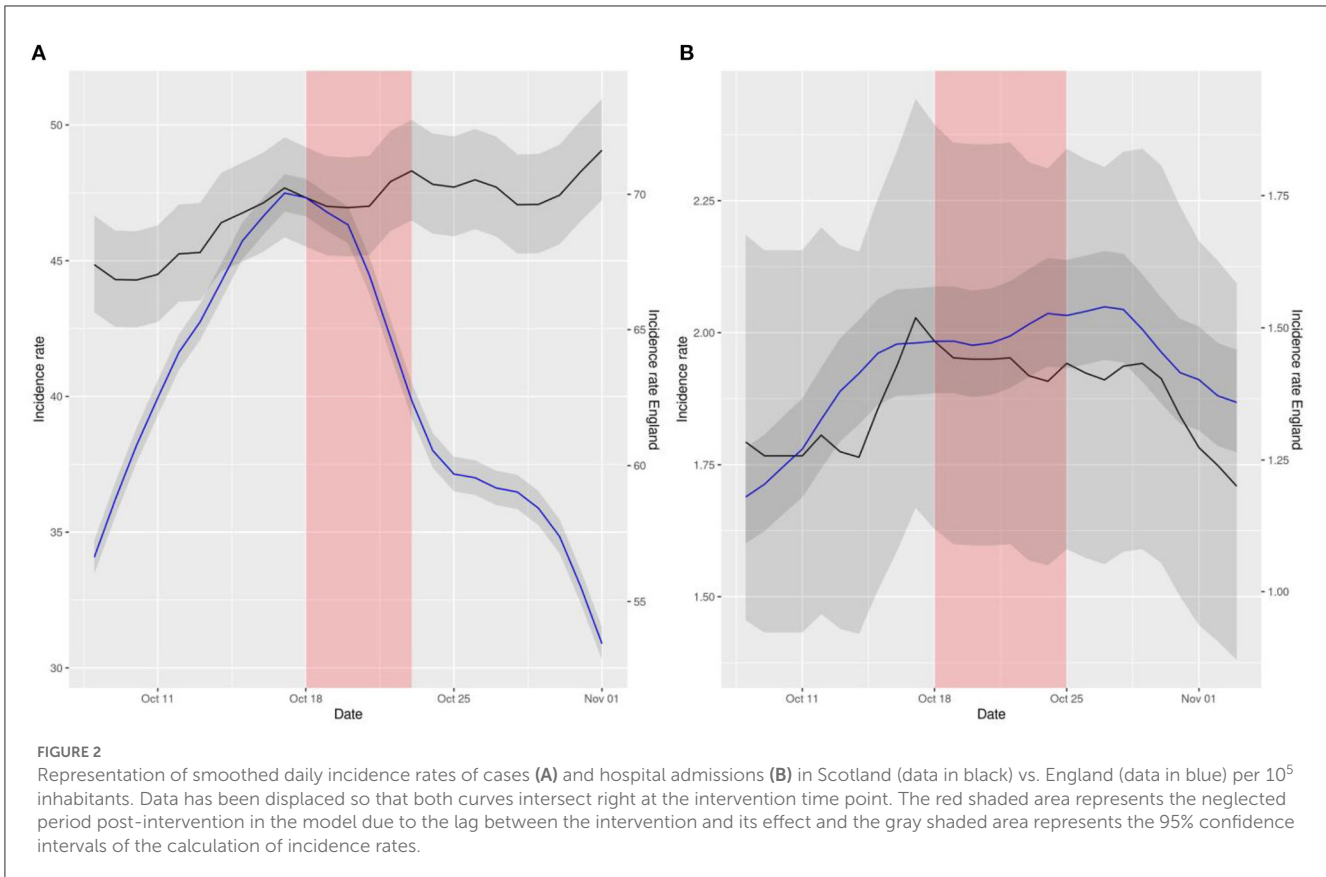 A
B
50
45
40
35
30
Incidence rate
70
65
60
55
Incidence rate England
Oct 11
Oct 18
Oct 25
Nov 01
Date
2.25
2.00
1.75
1.50
Incidence rate
1.75
1.50
1.25
1.00
Incidence rate England
Oct 11
Oct 18
Oct 25
Nov 01
Date
FIGURE 2
Representation of smoothed daily incidence rates of cases (A) and hospital admissions (B) in Scotland (data in black) vs. England (data in blue) per 10⁵
inhabitants. Data has been displaced so that both curves intersect right at the intervention time point. The red shaded area represents the neglected
period post-intervention in the model due to the lag between the intervention and its effect and the gray shaded area represents the 95% confidence
intervals of the calculation of incidence rates.